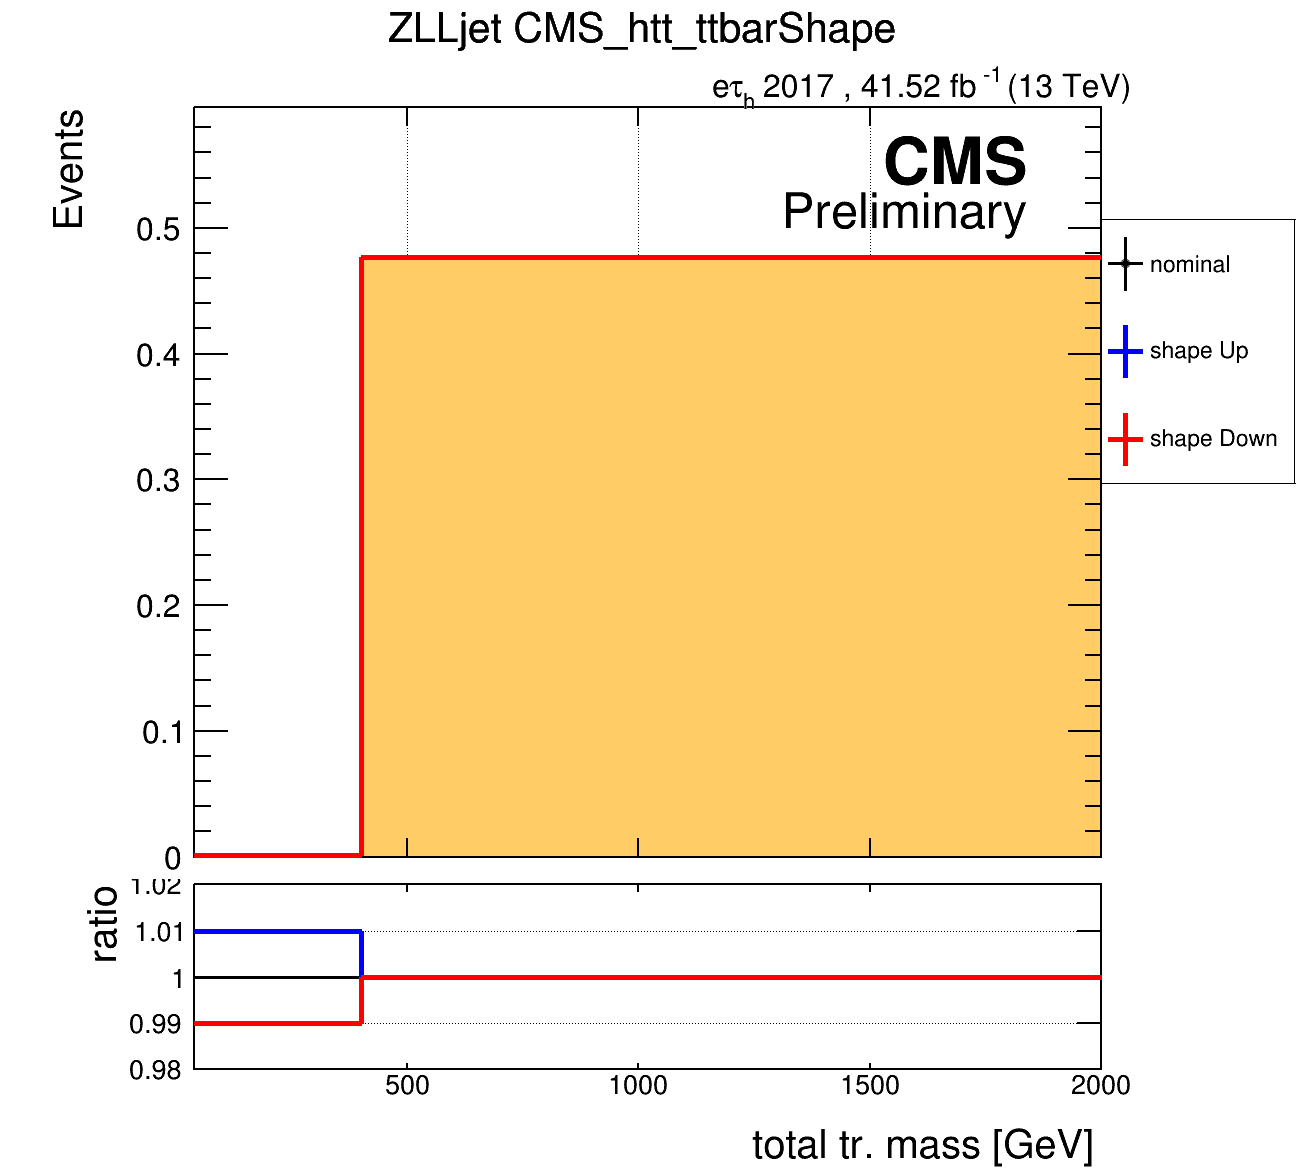 ZLLjet CMS_htt_ttbarShape
eτh 2017 , 41.52 fb-1 (13 TeV)
Events
CMS
Preliminary
0.5
0.4
0.3
0.2
0.1
0
nominal
shape Up
shape Down
ratio
1.02
1.01
1
0.99
0.98
500 1000 1500 2000
total tr. mass [GeV]